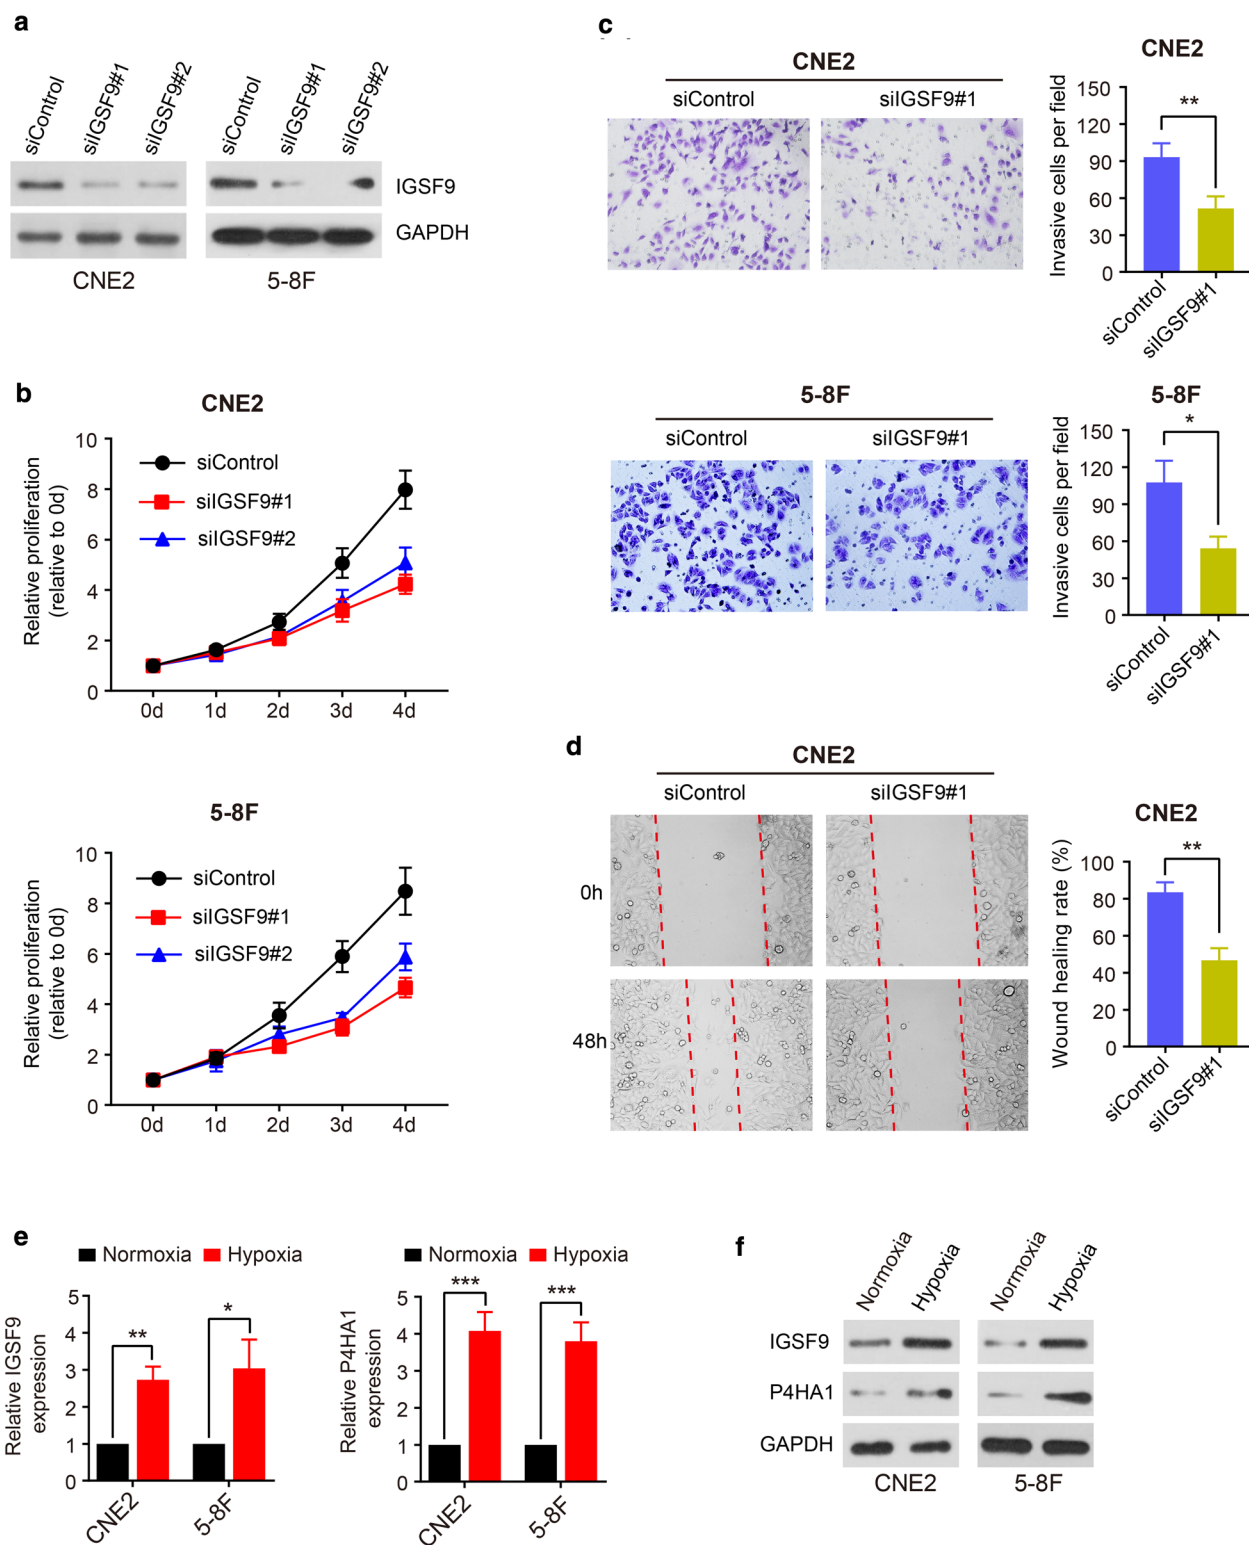 a
siControl
siIGSF9#1
siIGSF9#2
siControl
siIGSF9#1
siIGSF9#2
IGSF9
GAPDH
CNE2
5-8F
b
CNE2
Relative proliferation
(relative to 0d)
10
8
6
4
2
0
siControl
siIGSF9#1
siIGSF9#2
0d 1d 2d 3d 4d
5-8F
Relative proliferation
(relative to 0d)
10
8
6
4
2
0
siControl
siIGSF9#1
siIGSF9#2
0d 1d 2d 3d 4d
c
CNE2
siControl siIGSF9#1
CNE2
Invasive cells per field
150
120
90
60
30
0
**
siControl
siIGSF9#1
5-8F
siControl siIGSF9#1
5-8F
Invasive cells per field
150
120
90
60
30
0
*
siControl
siIGSF9#1
d
CNE2
siControl siIGSF9#1
0h
48h
CNE2
Wound healing rate (%)
100
80
60
40
20
0
**
siControl
siIGSF9#1
e
Normoxia Hypoxia
Relative IGSF9
expression
5
4
3
2
1
0
**
*
CNE2
5-8F
Normoxia Hypoxia
Relative P4HA1
expression
5
4
3
2
1
0
***
***
CNE2
5-8F
f
Normoxia
Hypoxia
Normoxia
Hypoxia
IGSF9
P4HA1
GAPDH
CNE2
5-8F